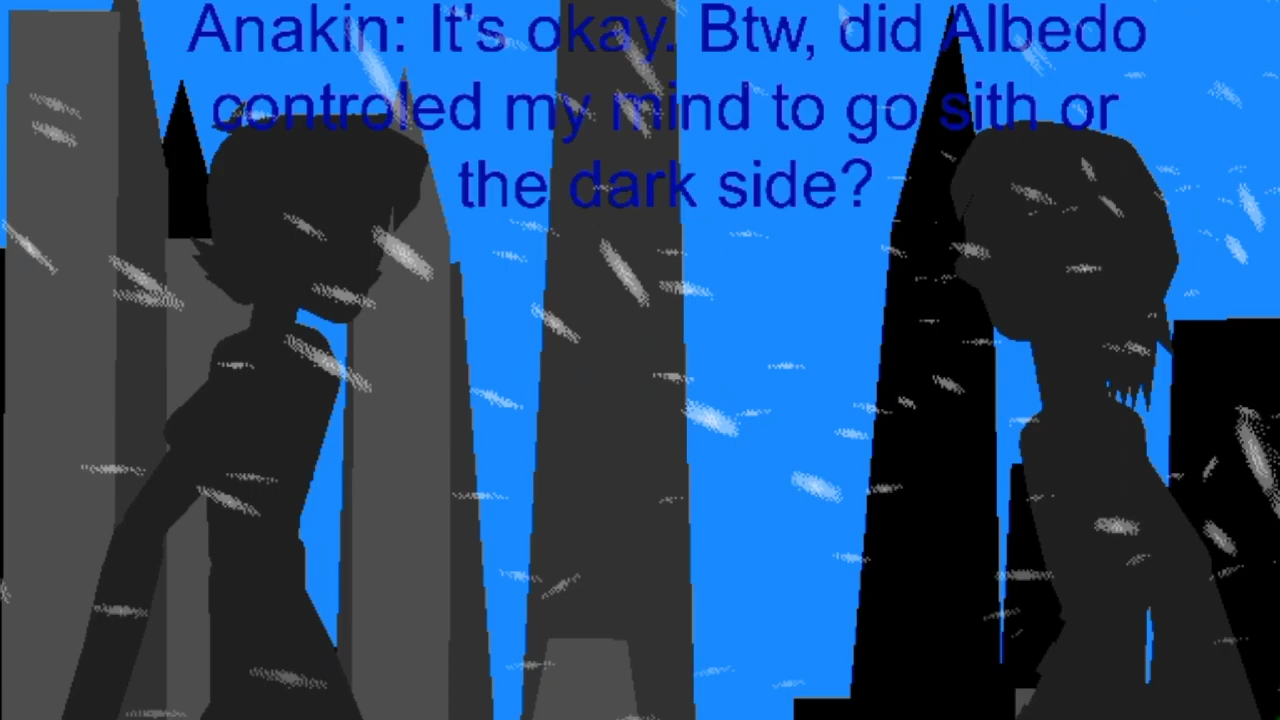 Anakin: It's okay. Btw, did Albedo
controled my mind to go sith or
the dark side?